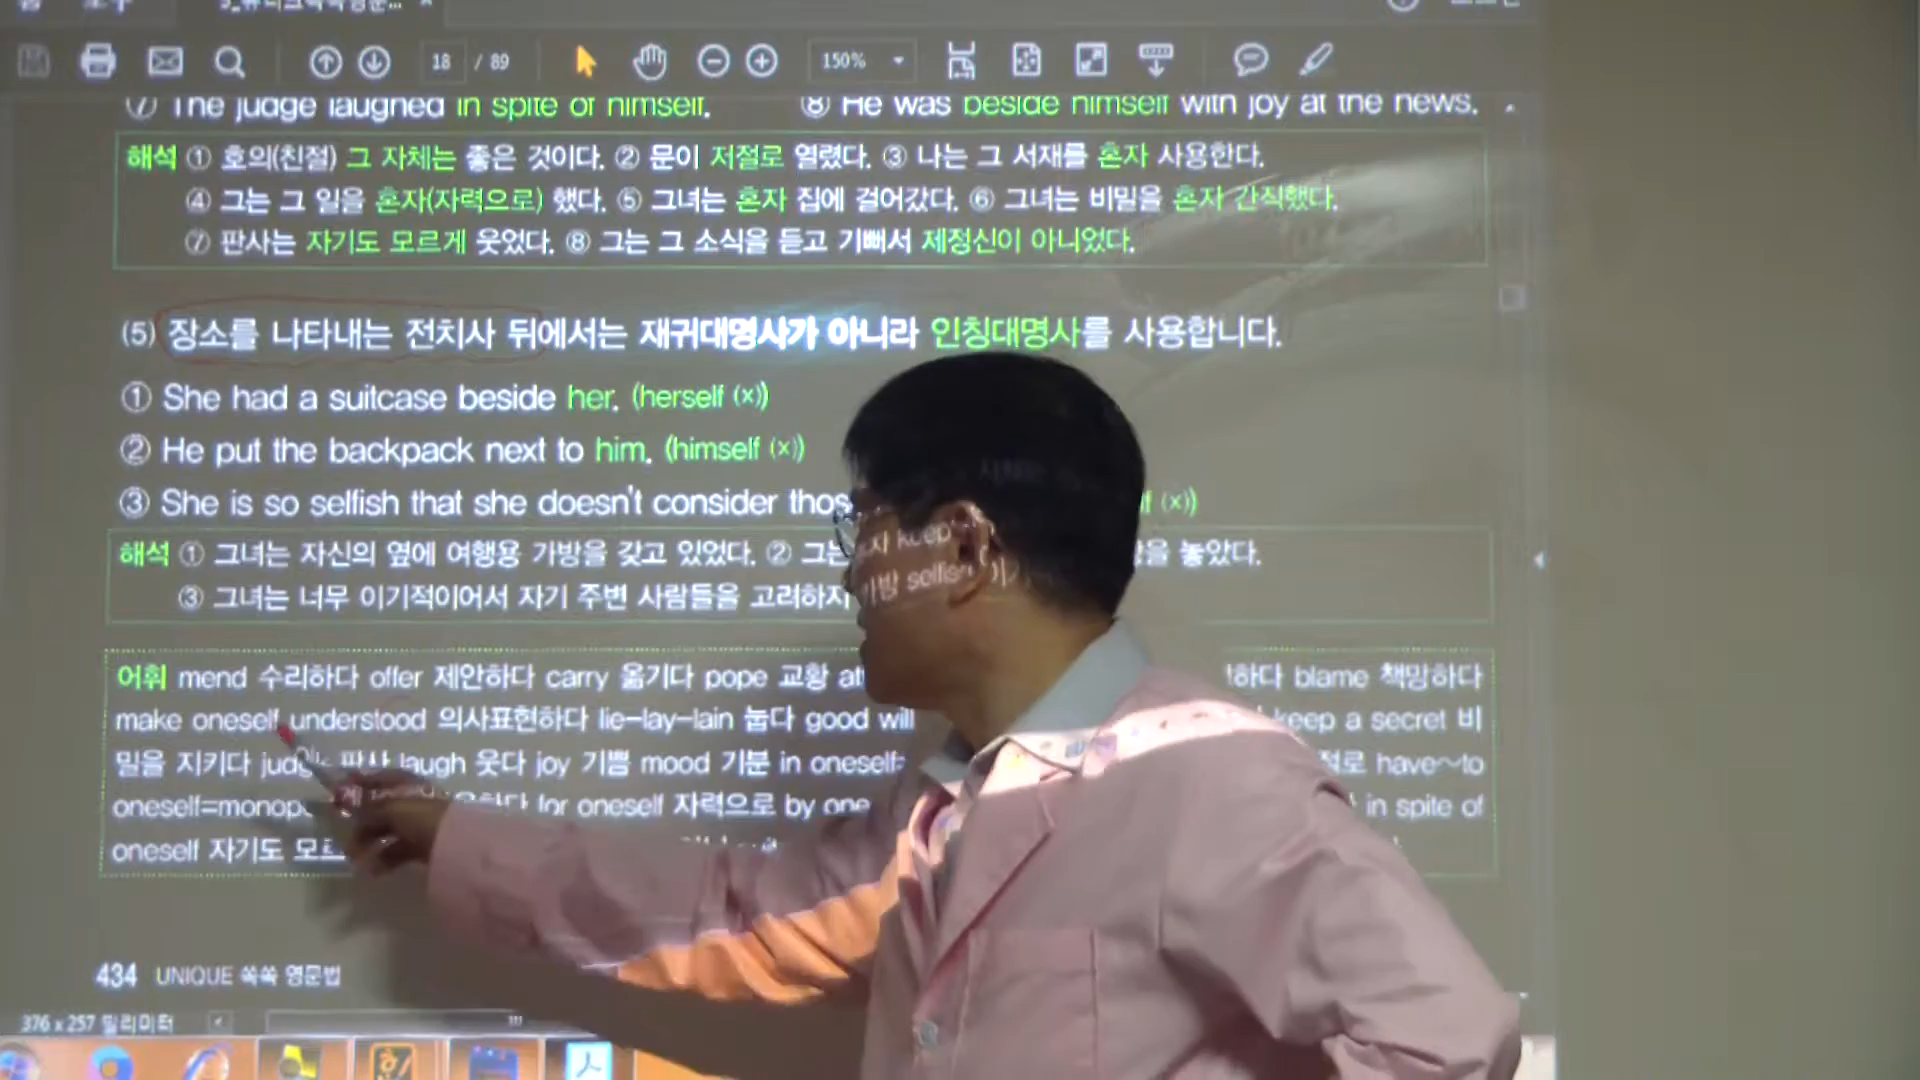 18 / 89 150%
⑦ The judge laughed in spite of himself. ⑧ He was beside himself with joy at the news.
해석 ① 호의(친절) 그 자체는 좋은 것이다. ② 문이 저절로 열렸다. ③ 나는 그 서재를 혼자 사용한다.
④ 그는 그 일을 혼자(자력으로) 했다. ⑤ 그녀는 혼자 집에 걸어갔다. ⑥ 그녀는 비밀을 혼자 간직했다.
⑦ 판사는 자기도 모르게 웃었다. ⑧ 그는 그 소식을 듣고 기뻐서 제정신이 아니었다.
(5) 장소를 나타내는 전치사 뒤에서는 재귀대명사가 아니라 인칭대명사를 사용합니다.
① She had a suitcase beside her. (herself (×))
② He put the backpack next to him. (himself (×))
③ She is so selfish that she doesn't consider (×))
해석 ① 그녀는 자신의 옆에 여행용 가방을 갖고 있었다. ② 놓았다.
③ 그녀는 너무 이기적이어서 자기 주변 사람들을
어휘 mend 수리하다 offer 제안하다 carry 옮기다 pope 교황 blame 책망하다
make oneself understood 의사표현하다 lie-lay-lain 눕다 good will keep a secret 비
밀을 지키다 판사 laugh 웃다 joy 기쁨 mood 기분 in oneself= have~to
for oneself 자력으로 by in spite of
oneself 자기도
434 UNIQUE 쏙쏙 영문법
376 x 257 밀리미터